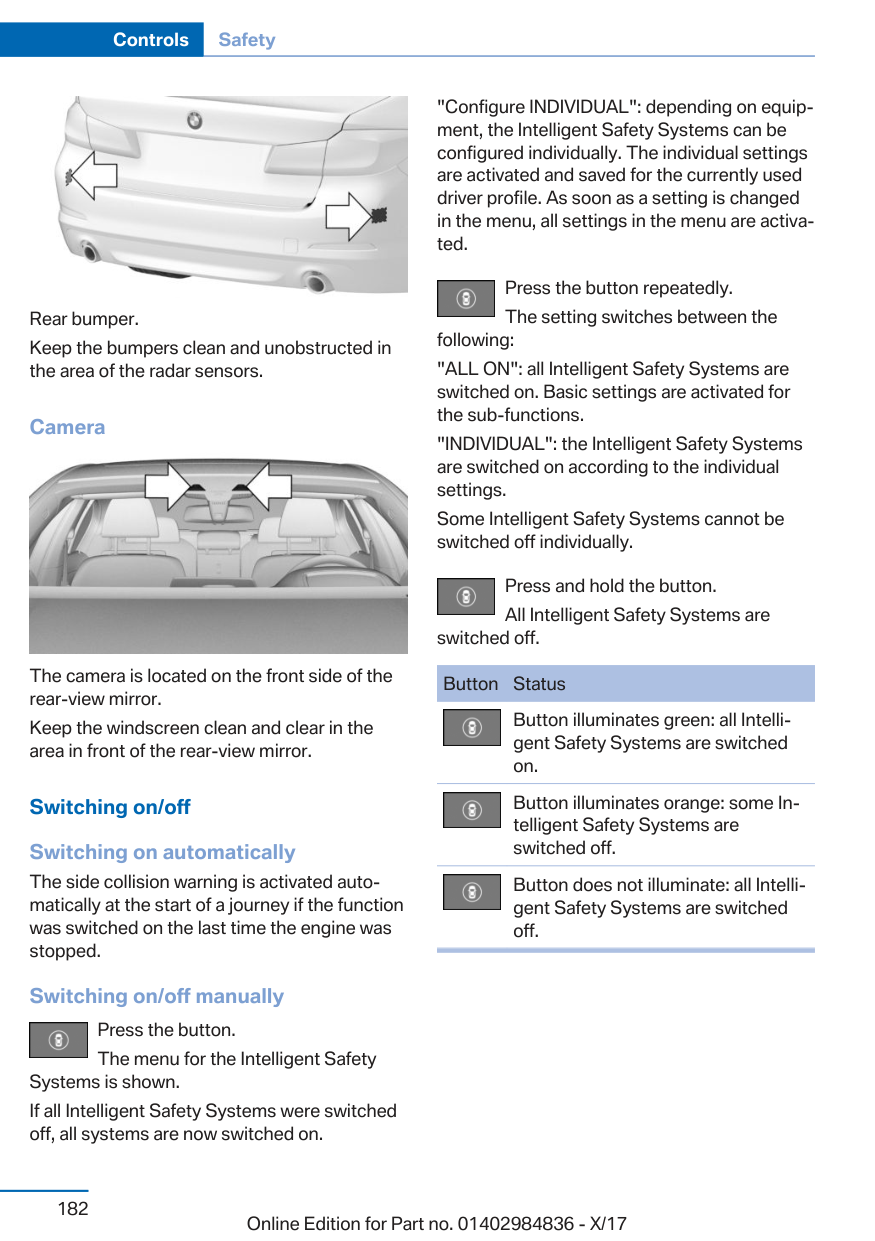 Controls Safety
Rear bumper.
Keep the bumpers clean and unobstructed in
the area of the radar sensors.
Camera
The camera is located on the front side of the
rear-view mirror.
Keep the windscreen clean and clear in the
area in front of the rear-view mirror.
Switching on/off
Switching on automatically
The side collision warning is activated auto-
matically at the start of a journey if the function
was switched on the last time the engine was
stopped.
Switching on/off manually
Press the button.
The menu for the Intelligent Safety
Systems is shown.
If all Intelligent Safety Systems were switched
off, all systems are now switched on.
"Configure INDIVIDUAL": depending on equip-
ment, the Intelligent Safety Systems can be
configured individually. The individual settings
are activated and saved for the currently used
driver profile. As soon as a setting is changed
in the menu, all settings in the menu are activa-
ted.
Press the button repeatedly.
The setting switches between the
following:
"ALL ON": all Intelligent Safety Systems are
switched on. Basic settings are activated for
the sub-functions.
"INDIVIDUAL": the Intelligent Safety Systems
are switched on according to the individual
settings.
Some Intelligent Safety Systems cannot be
switched off individually.
Press and hold the button.
All Intelligent Safety Systems are
switched off.
Button Status
Button illuminates green: all Intelli-
gent Safety Systems are switched
on.
Button illuminates orange: some In-
telligent Safety Systems are
switched off.
Button does not illuminate: all Intelli-
gent Safety Systems are switched
off.
182
Online Edition for Part no. 01402984836 - X/17